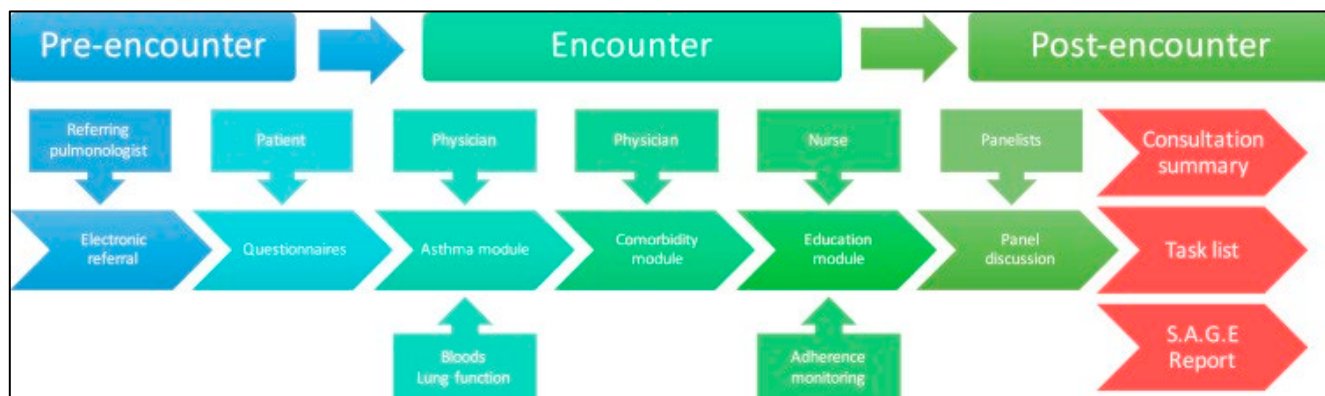 Pre-encounter
Encounter
Post-encounter
Referring
pulmonologist
Patient
Physician
Physician
Nurse
Panelists
Consultation
summary
Electronic
referral
Questionnaires
Asthma module
Comorbidity
module
Education
module
Panel
discussion
Task list
Bloods
Lung function
Adherence
monitoring
S.A.G.E
Report